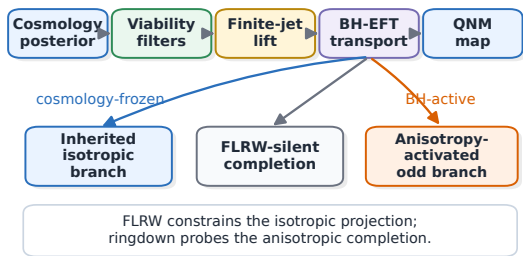 Cosmology
posterior
Viability
filters
Finite-jet
lift
BH-EFT
transport
QNM
map
cosmology-frozen
BH-active
Inherited
isotropic
branch
FLRW-silent
completion
Anisotropy-
activated
odd branch
FLRW constrains the isotropic projection;
ringdown probes the anisotropic completion.